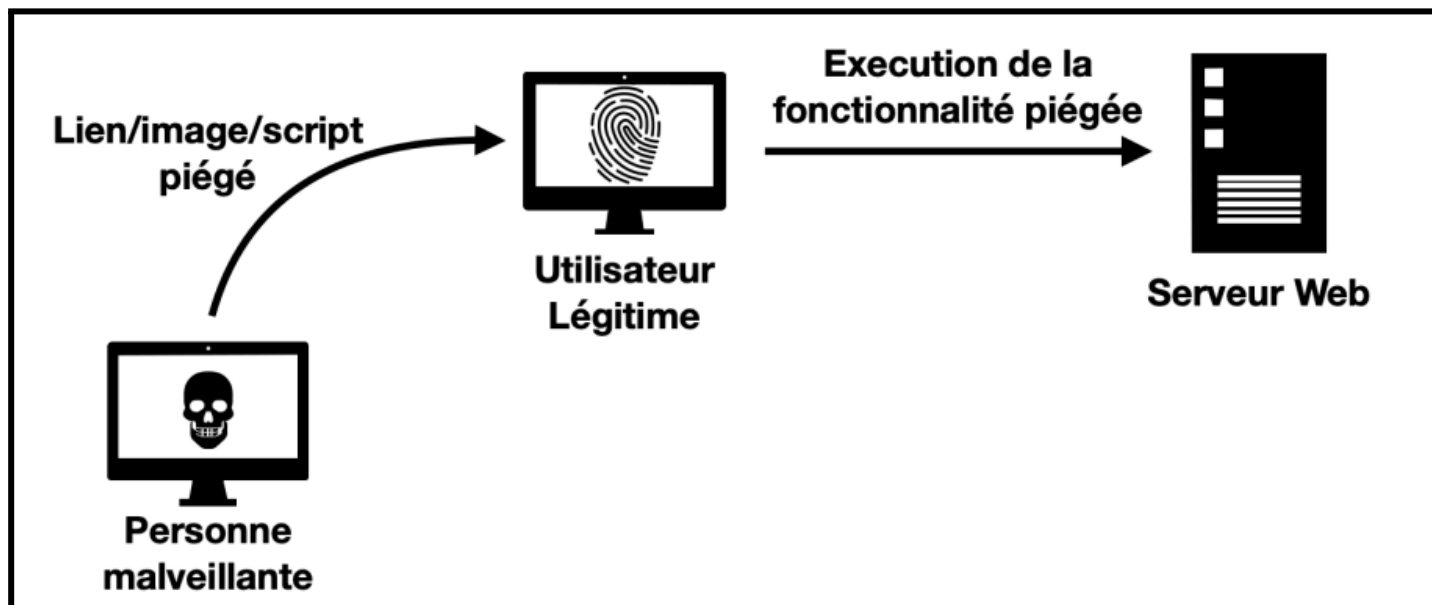 Lien/image/script
piégé
Utilisateur
Légitime
Execution de la
fonctionnalité piégée
Serveur Web
Personne
malveillante